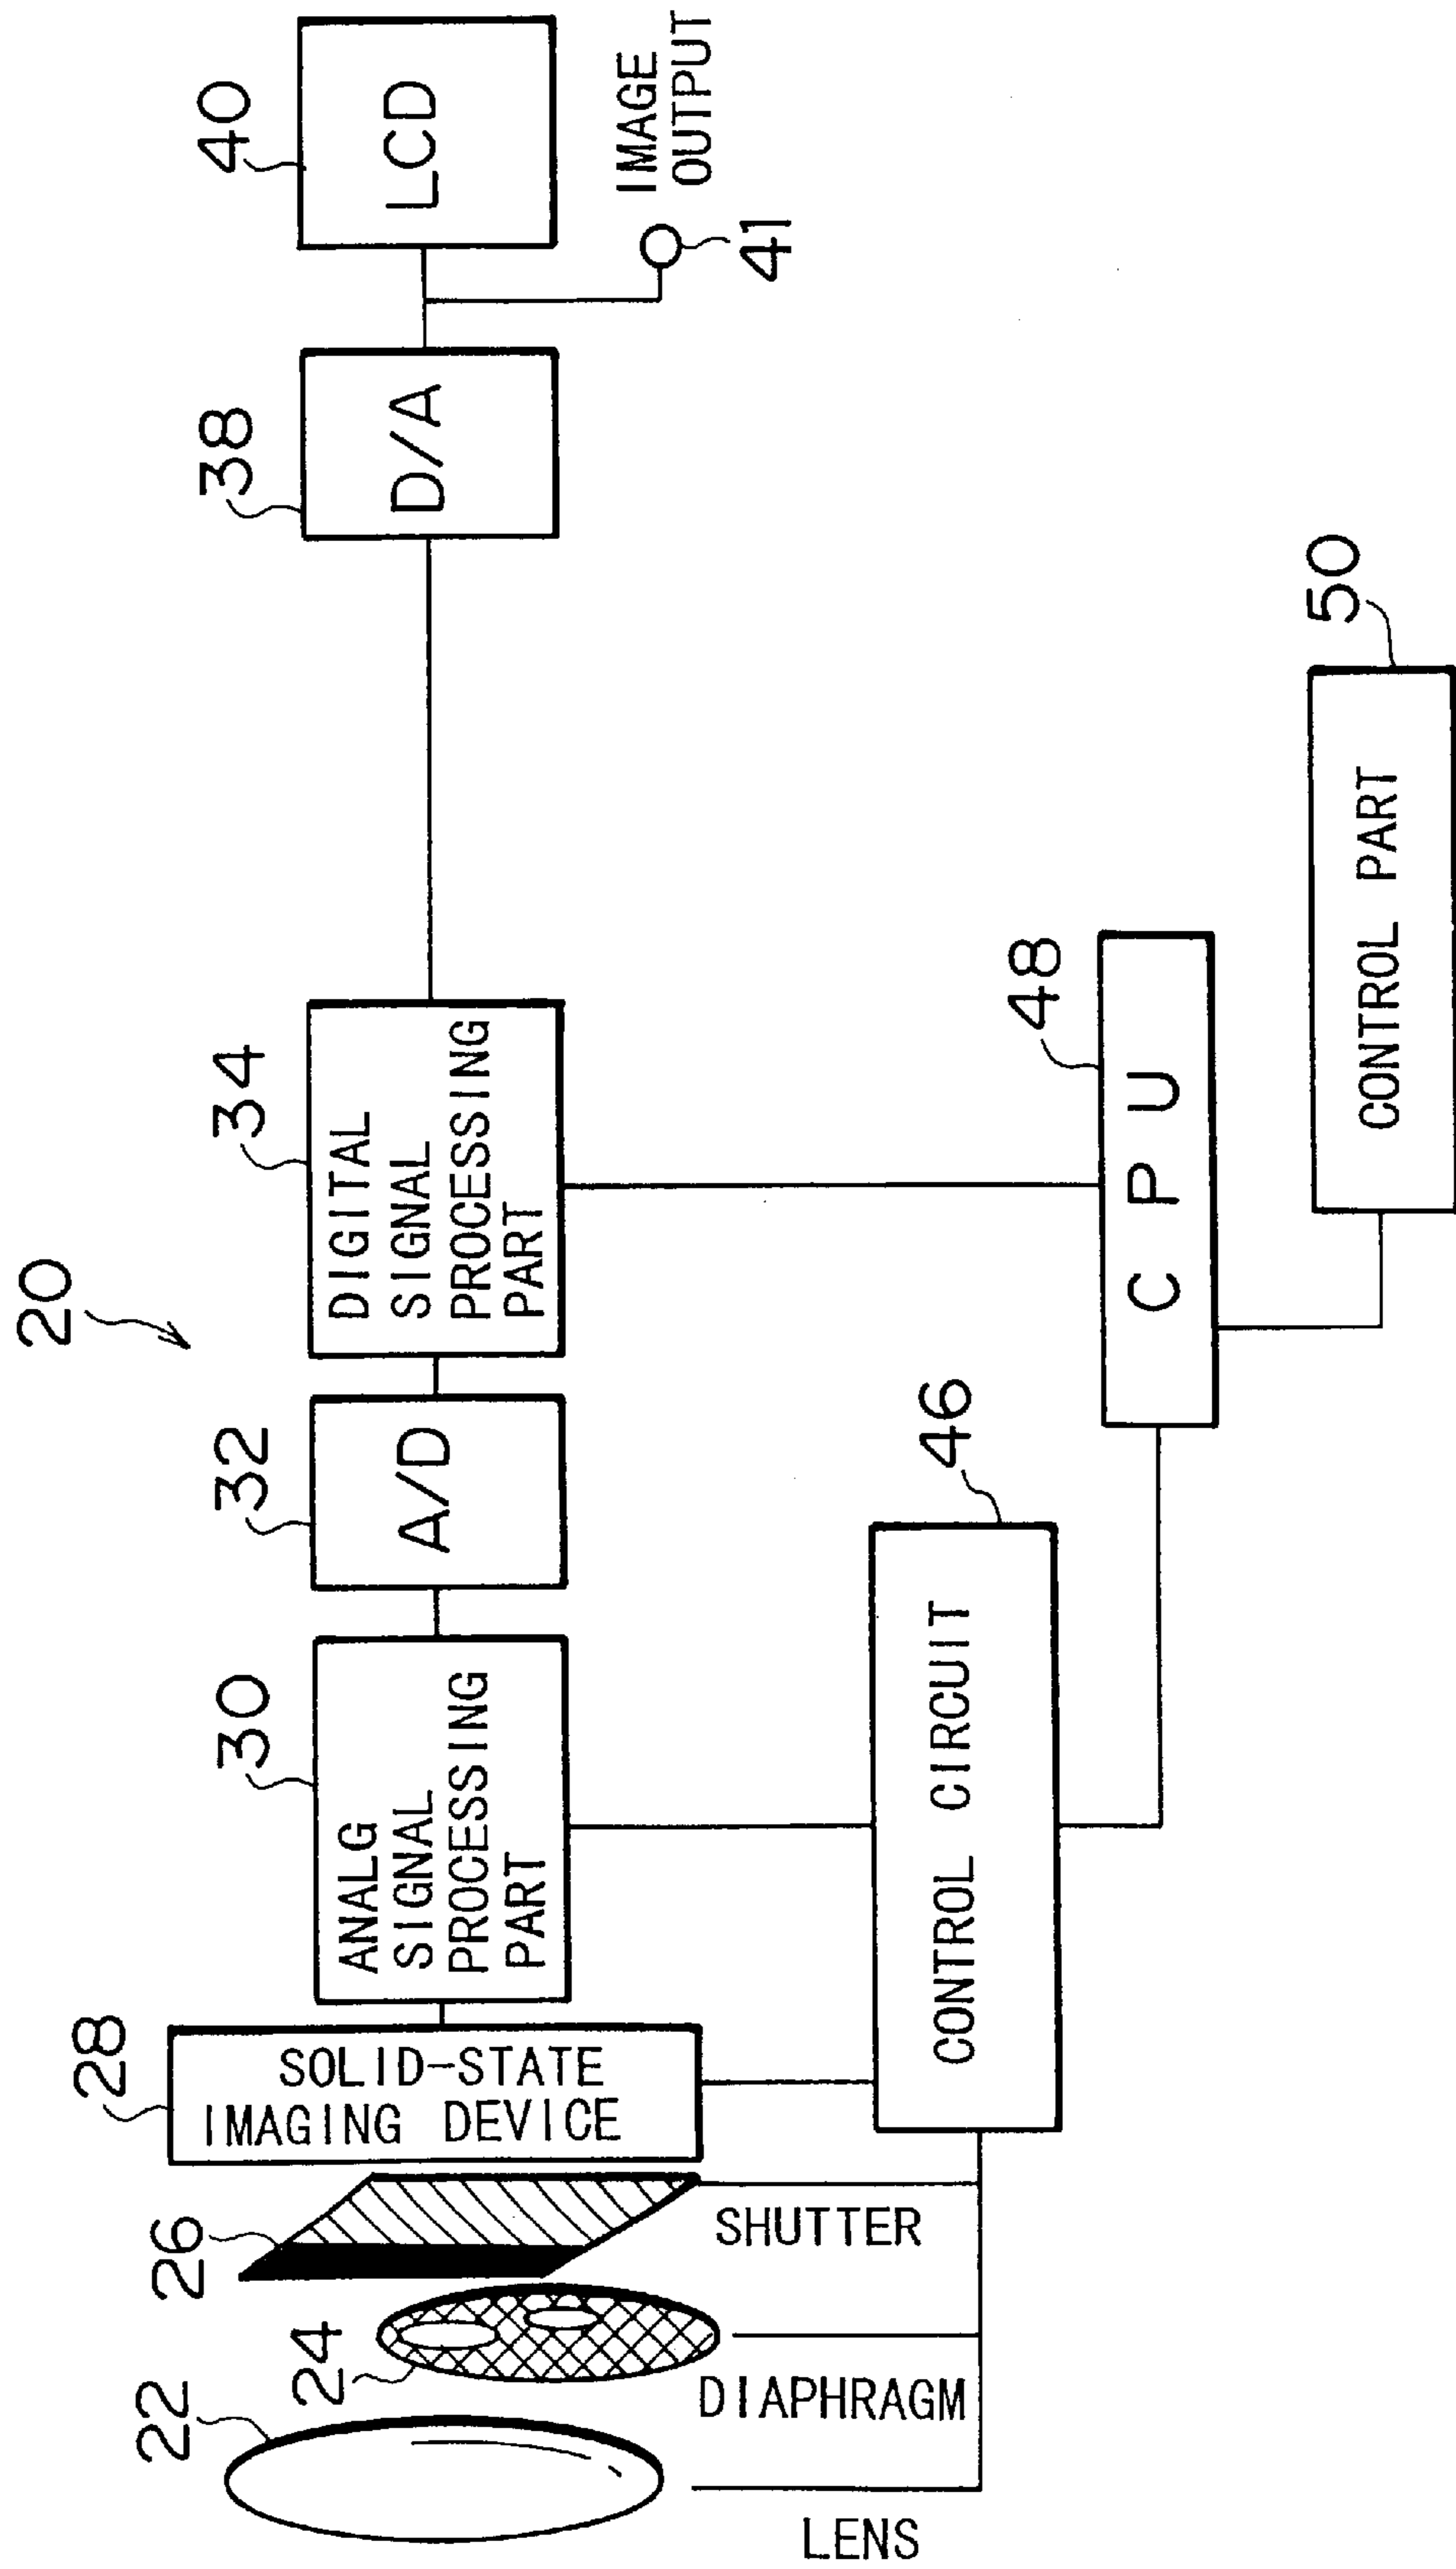 20
22
LENS
24
DIAPHRAGM
26
SHUTTER
28
SOLID-STATE
IMAGING DEVICE
30
ANALG
SIGNAL
PROCESSING
PART
32
A/D
34
DIGITAL
SIGNAL
PROCESSING
PART
38
D/A
40
LCD
IMAGE
OUTPUT
41
46
CONTROL CIRCUIT
48
CPU
50
CONTROL PART